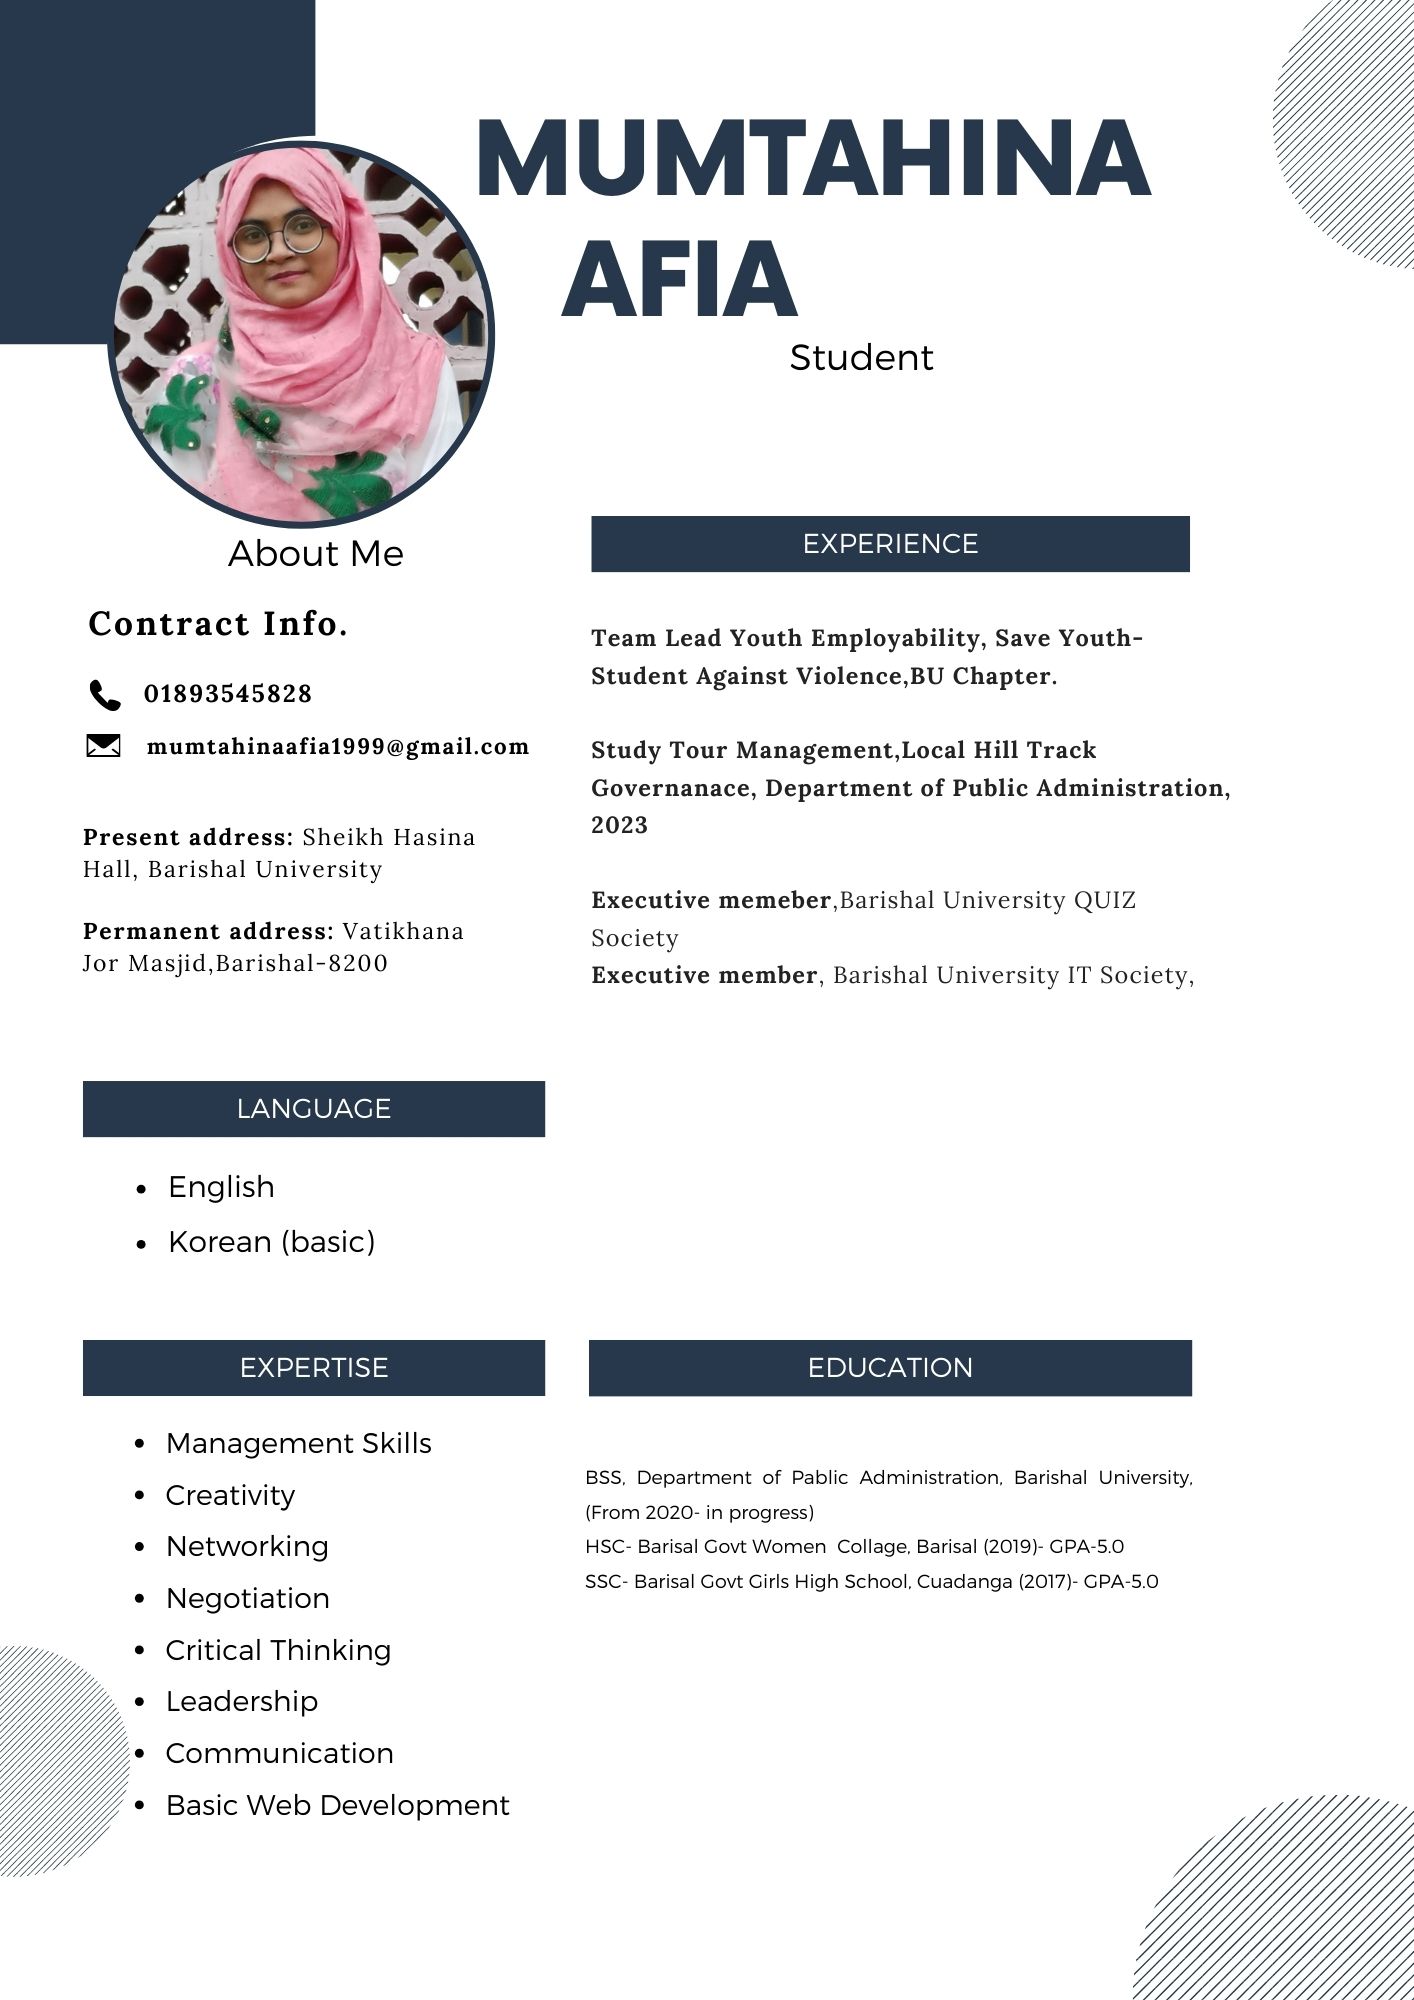 MUMTAHINA
AFIA
Student
About Me
Contract Info.
01893545828
mumtahinaafia1999@gmail.com
Present address: Sheikh Hasina
Hall, Barishal University
Permanent address: Vatikhana
Jor Masjid,Barishal-8200
EXPERIENCE
Team Lead Youth Employability, Save Youth-
Student Against Violence,BU Chapter.
Study Tour Management,Local Hill Track
Governanace, Department of Public Administration,
2023
Executive memeber,Barishal University QUIZ
Society
Executive member, Barishal University IT Society,
LANGUAGE
English
Korean (basic)
EXPERTISE
Management Skills
Creativity
Networking
Negotiation
Critical Thinking
Leadership
Communication
Basic Web Development
EDUCATION
BSS, Department of Pablic Administration, Barishal University,
(From 2020- in progress)
HSC- Barisal Govt Women Collage, Barisal (2019)- GPA-5.0
SSC- Barisal Govt Girls High School, Cuadanga (2017)- GPA-5.0